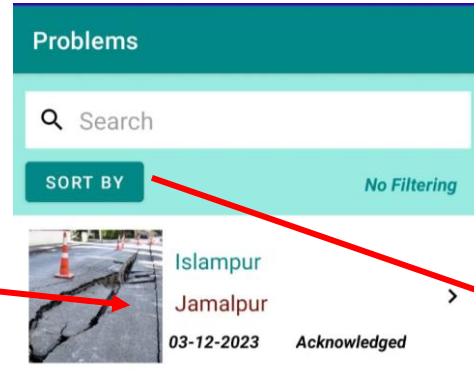 Problems
Search
SORT BY
No Filtering
Islampur
Jamalpur
03-12-2023 Acknowledged